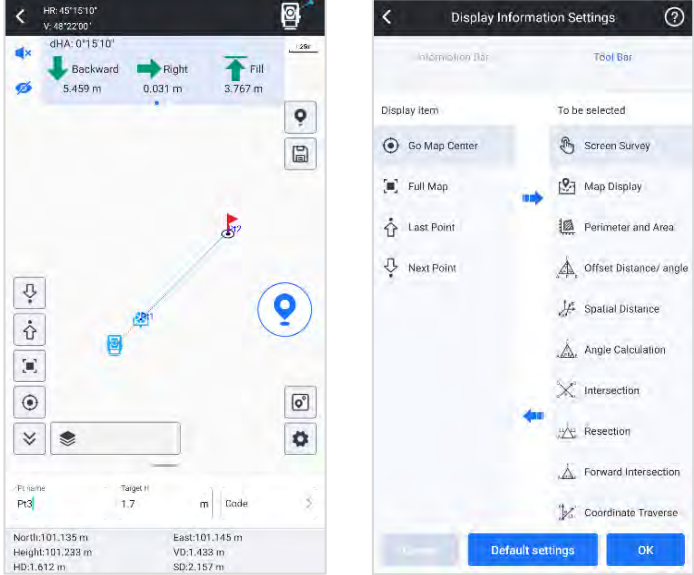 HR: 45°15'10"
V: 48°22'00"
dHA: 0°15'10"
Backward
Right
Fill
5.459 m
0.031 m
3.767 m
Pt2
Pt1
Pt name
Target H
Pt3
1.7
m
Code
North:101.135 m
East:101.145 m
Height:101.233 m
VD:1.433 m
HD:1.612 m
SD:2.157 m
Display Information Settings
Information Bar
Tool Bar
Display item
To be selected
Go Map Center
Screen Survey
Full Map
Map Display
Last Point
Perimeter and Area
Next Point
Offset Distance/ angle
Spatial Distance
Angle Calculation
Intersection
Resection
Forward Intersection
Coordinate Traverse
Default settings
OK